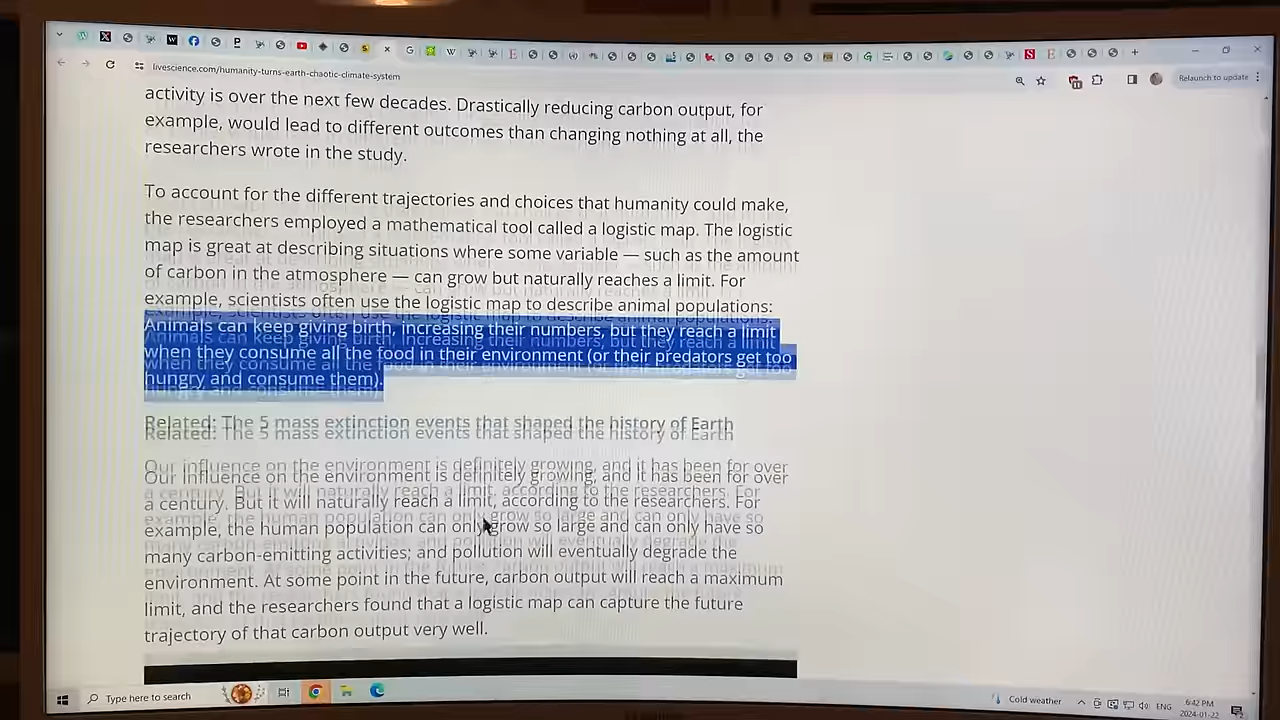 livescience.com/humanity-turns-earth-chaotic-climate-system
Relaunch to update
activity is over the next few decades. Drastically reducing carbon output, for
example, would lead to different outcomes than changing nothing at all, the
researchers wrote in the study.
To account for the different trajectories and choices that humanity could make,
the researchers employed a mathematical tool called a logistic map. The logistic
map is great at describing situations where some variable — such as the amount
of carbon in the atmosphere — can grow but naturally reaches a limit. For
example, scientists often use the logistic map to describe animal populations:
Animals can keep giving birth, increasing their numbers, but they reach a limit
when they consume all the food in their environment (or their predators get too
hungry and consume them).
Related: The 5 mass extinction events that shaped the history of Earth
Our influence on the environment is definitely growing, and it has been for over
a century. But it will naturally reach a limit, according to the researchers. For
example, the human population can only grow so large and can only have so
many carbon-emitting activities; and pollution will eventually degrade the
environment. At some point in the future, carbon output will reach a maximum
limit, and the researchers found that a logistic map can capture the future
trajectory of that carbon output very well.
Type here to search
Cold weather
ENG
6:42 PM
2024-01-22